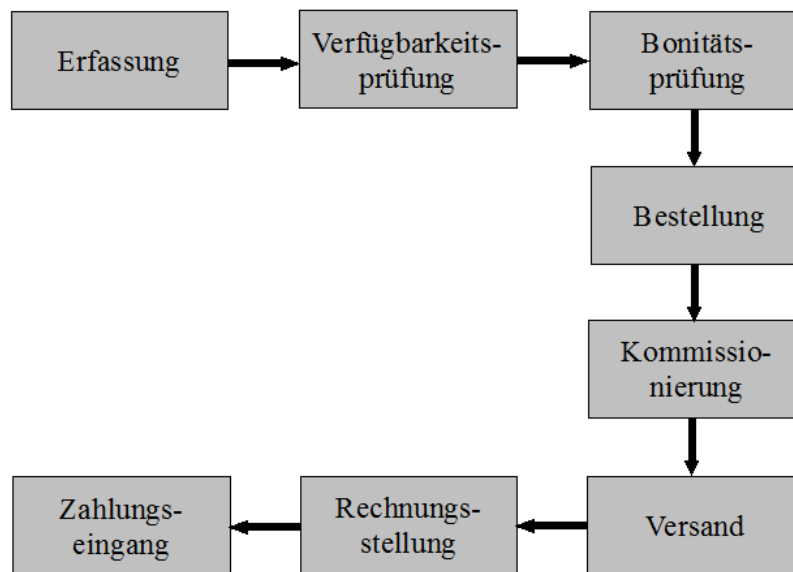 Erfassung
Verfügbarkeits-
prüfung
Bonitäts-
prüfung
Bestellung
Kommissio-
nierung
Versand
Rechnungs-
stellung
Zahlungs-
eingang